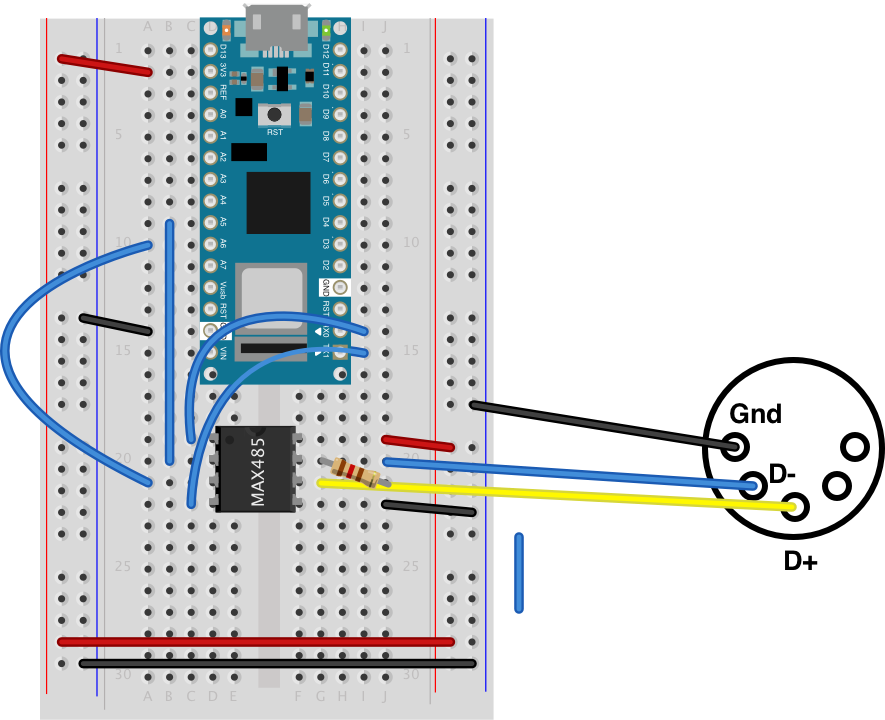 A B C D H I J
1 1
D13 D12
3V3 D11
REF D10
A0 D9
RST
5 A1 D8 5
A2 D7
A3 D6
A4 D5
A5 D4
10 A6 D3 10
A7 D2
Vusb GND
RST RST
RX0
15 VIN TX1 15
Gnd
MAX485
20 20
D-
D+
25 25
30 30
A B C D E F G H I J